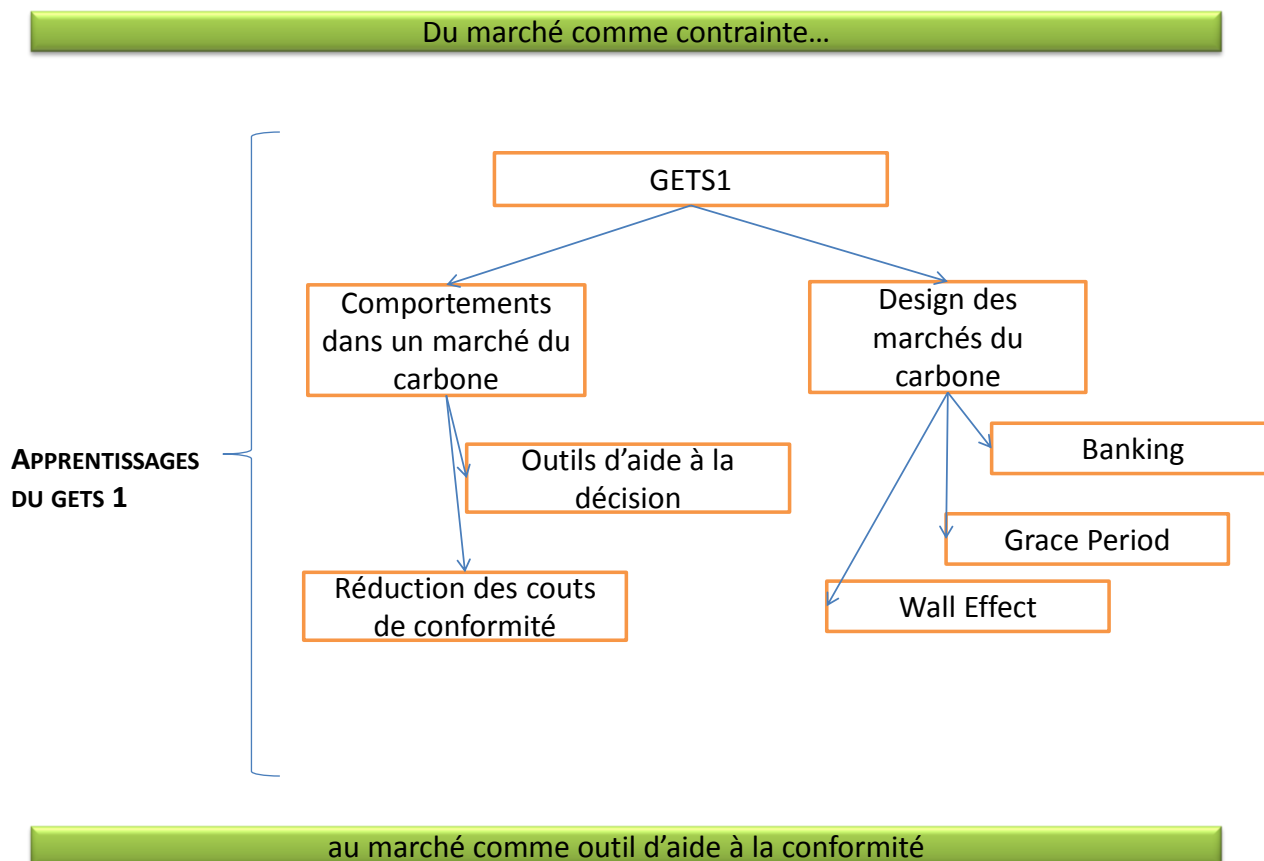 Du marché comme contrainte…
GETS1
Comportements
dans un marché du
carbone
Design des
marchés du
carbone
Banking
APPRENTISSAGES
DU GETS 1
Outils d’aide à la
décision
Grace Period
Réduction des couts
de conformité
Wall Effect
au marché comme outil d’aide à la conformité